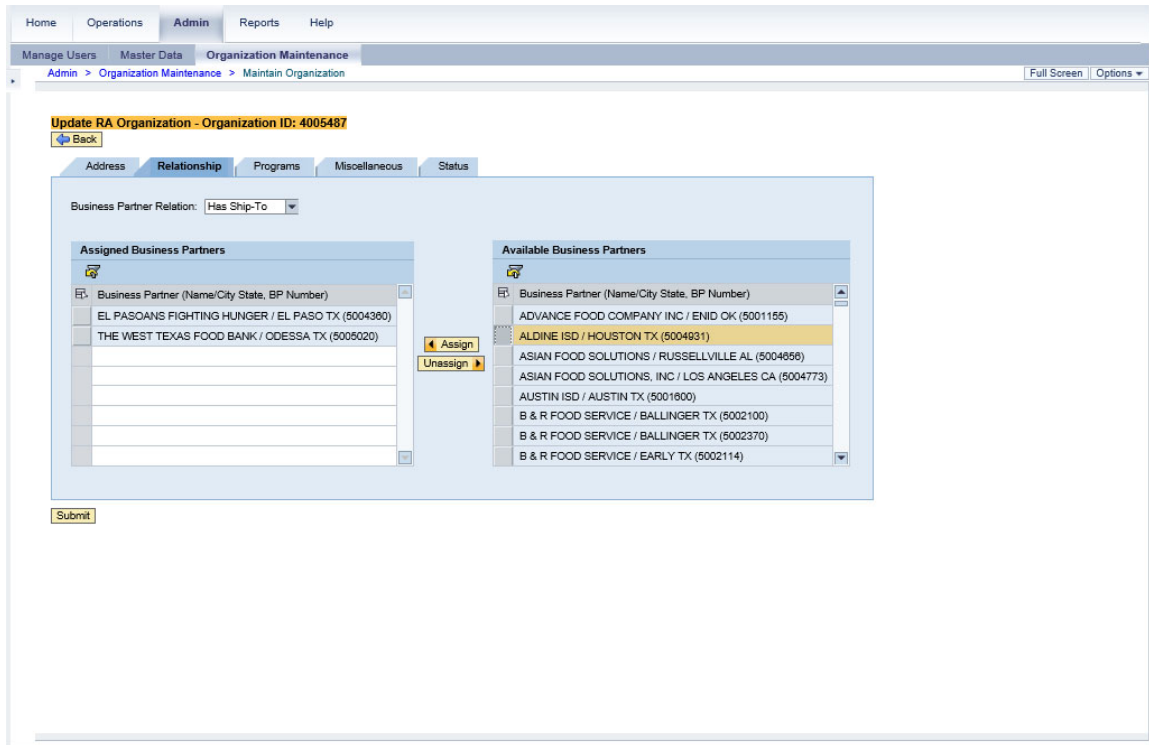 Home Operations Admin Reports Help
Manage Users Master Data Organization Maintenance
Admin > Organization Maintenance > Maintain Organization
Full Screen Options
Update RA Organization - Organization ID: 4005487
Back
Address Relationship Programs Miscellaneous Status
Business Partner Relation: Has Ship-To
Assigned Business Partners
Business Partner (Name/City State, BP Number)
EL PASOANS FIGHTING HUNGER / EL PASO TX (5004360)
THE WEST TEXAS FOOD BANK / ODESSA TX (5005020)
Assign
Unassign
Available Business Partners
Business Partner (Name/City State, BP Number)
ADVANCE FOOD COMPANY INC / ENID OK (5001155)
ALDINE ISD / HOUSTON TX (5004931)
ASIAN FOOD SOLUTIONS / RUSSELLVILLE AL (5004656)
ASIAN FOOD SOLUTIONS, INC / LOS ANGELES CA (5004773)
AUSTIN ISD / AUSTIN TX (5001600)
B & R FOOD SERVICE / BALLINGER TX (5002100)
B & R FOOD SERVICE / BALLINGER TX (5002370)
B & R FOOD SERVICE / EARLY TX (5002114)
Submit